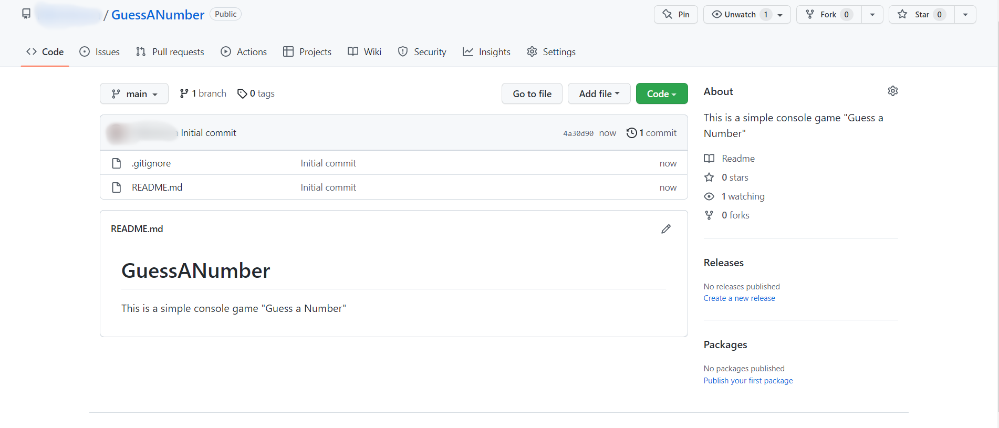 / GuessANumber Public
Pin Unwatch 1 Fork 0 Star 0
Code Issues Pull requests Actions Projects Wiki Security Insights Settings
main 1 branch 0 tags Go to file Add file Code
Initial commit 4a30d90 now 1 commit
.gitignore Initial commit now
README.md Initial commit now
README.md
GuessANumber
This is a simple console game "Guess a Number"
About
This is a simple console game "Guess a
Number"
Readme
0 stars
1 watching
0 forks
Releases
No releases published
Create a new release
Packages
No packages published
Publish your first package